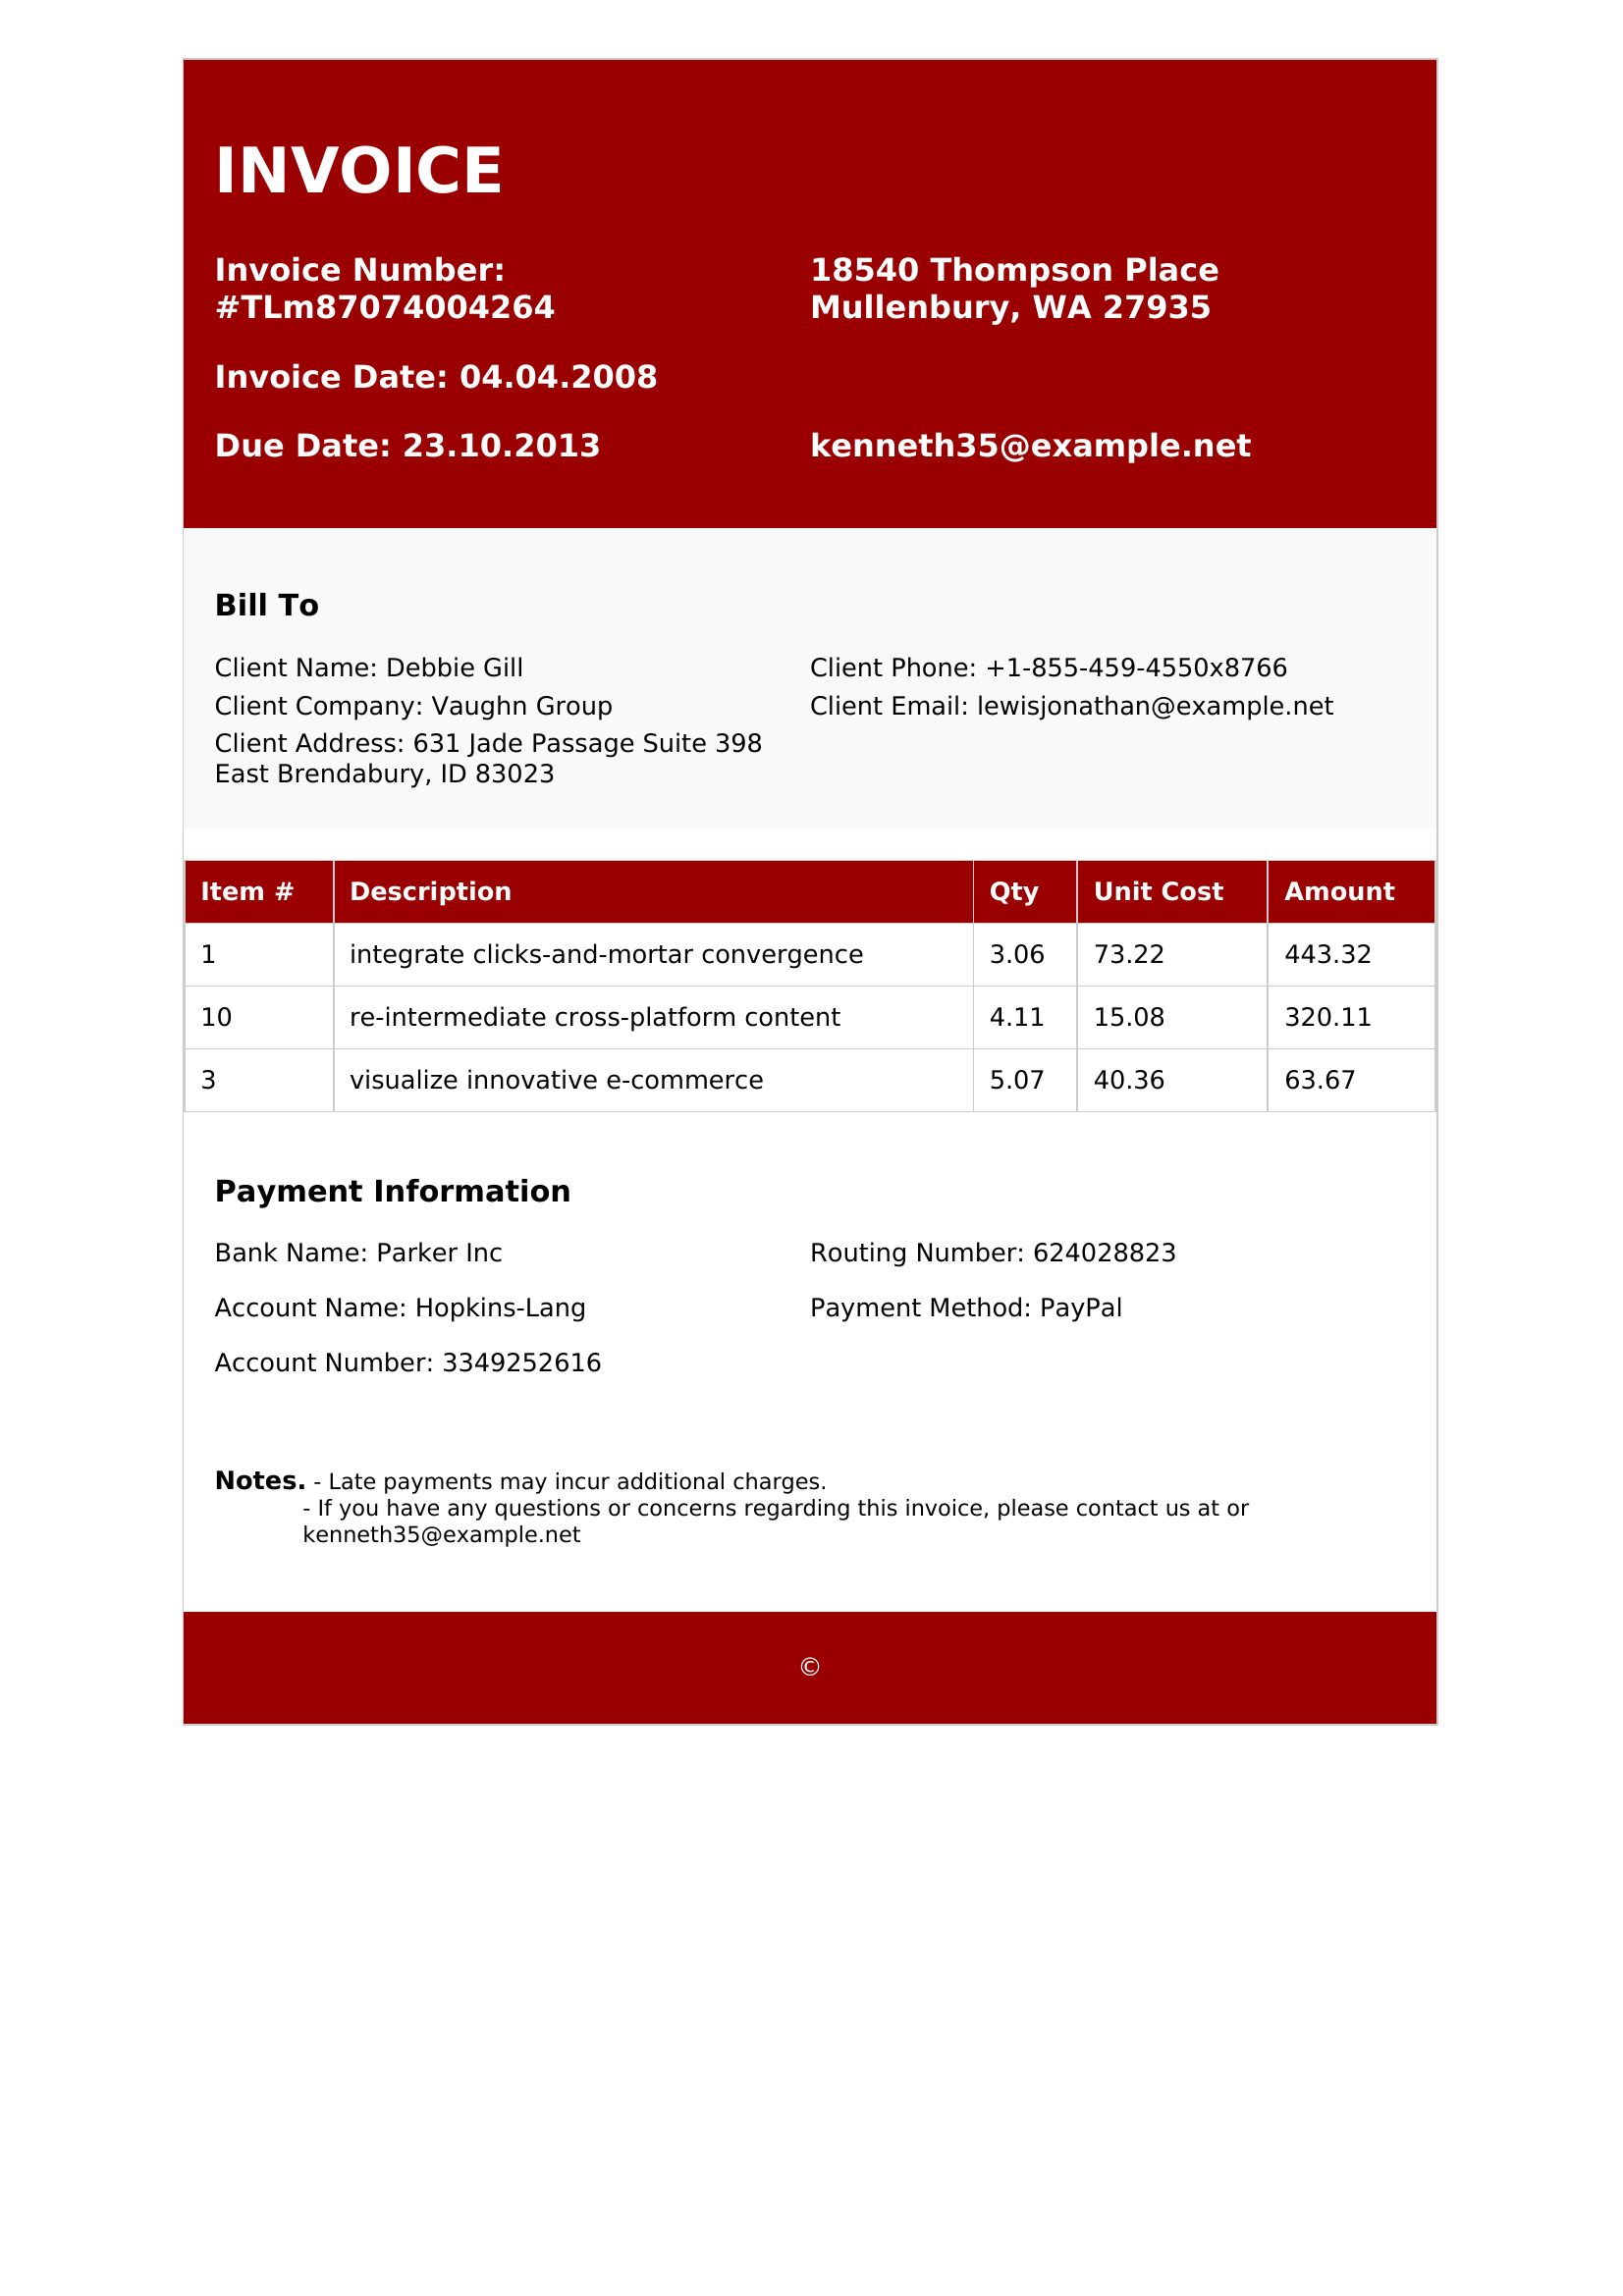 INVOICE
Invoice Number:
#TLm87074004264
Invoice Date: 04.04.2008
Due Date: 23.10.2013
18540 Thompson Place
Mullenbury, WA 27935
kenneth35@example.net
Bill To
Client Name: Debbie Gill
Client Company: Vaughn Group
Client Address: 631 Jade Passage Suite 398
East Brendabury, ID 83023
Client Phone: +1-855-459-4550x8766
Client Email: lewisjonathan@example.net
Item # Description Qty Unit Cost Amount
1 integrate clicks-and-mortar convergence 3.06 73.22 443.32
10 re-intermediate cross-platform content 4.11 15.08 320.11
3 visualize innovative e-commerce 5.07 40.36 63.67
Payment Information
Bank Name: Parker Inc
Account Name: Hopkins-Lang
Account Number: 3349252616
Routing Number: 624028823
Payment Method: PayPal
Notes. - Late payments may incur additional charges.
- If you have any questions or concerns regarding this invoice, please contact us at or
kenneth35@example.net
©